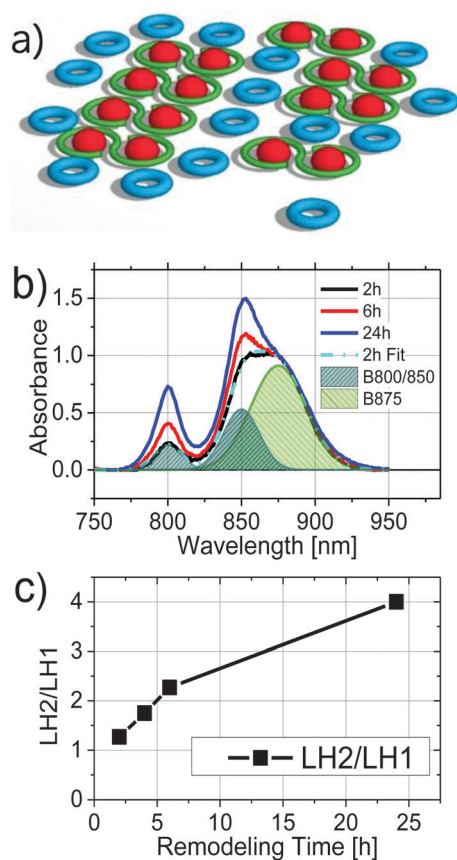 a)
b)
1.5
1.0
0.5
0.0
Absorbance
2h
6h
24h
2h Fit
B800/850
B875
750 800 850 900 950
Wavelength [nm]
c)
4
3
2
1
0
LH2/LH1
LH2/LH1
0 5 10 15 20 25
Remodeling Time [h]